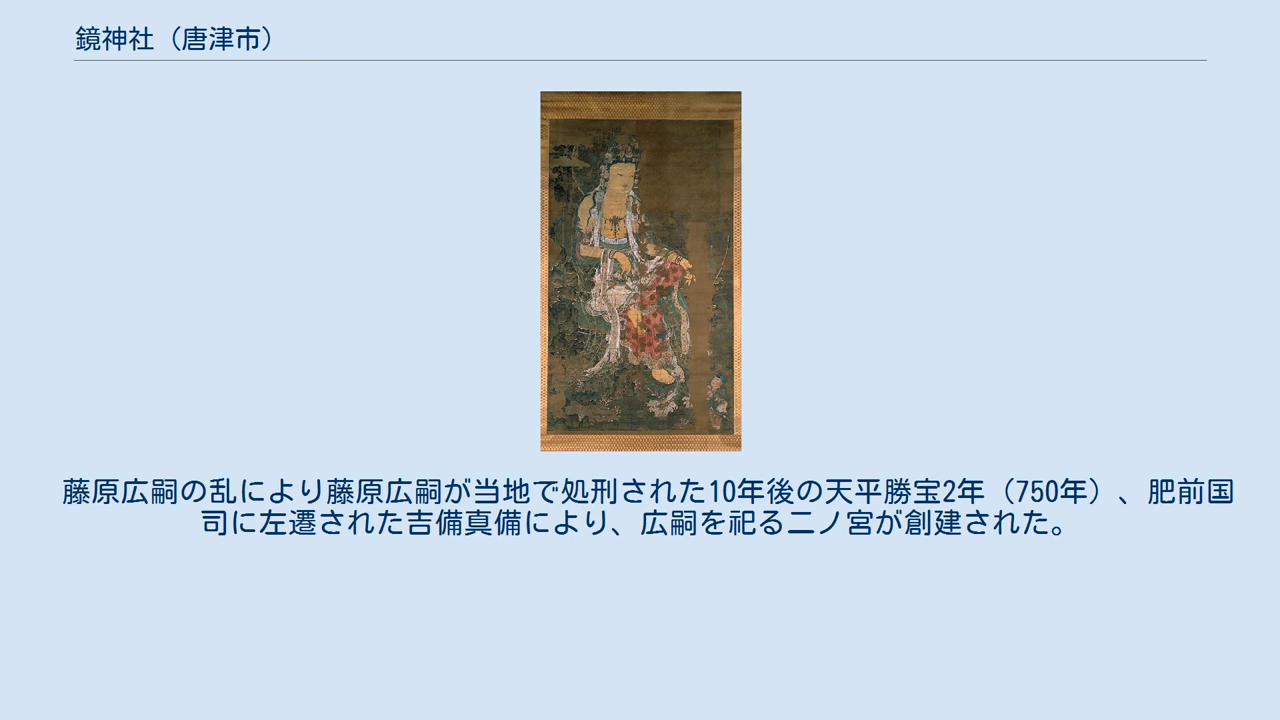 鏡神社（唐津市）
藤原広嗣の乱により藤原広嗣が当地で処刑された10年後の天平勝宝2年（750年）、肥前国
司に左遷された吉備真備により、広嗣を祀る二ノ宮が創建された。